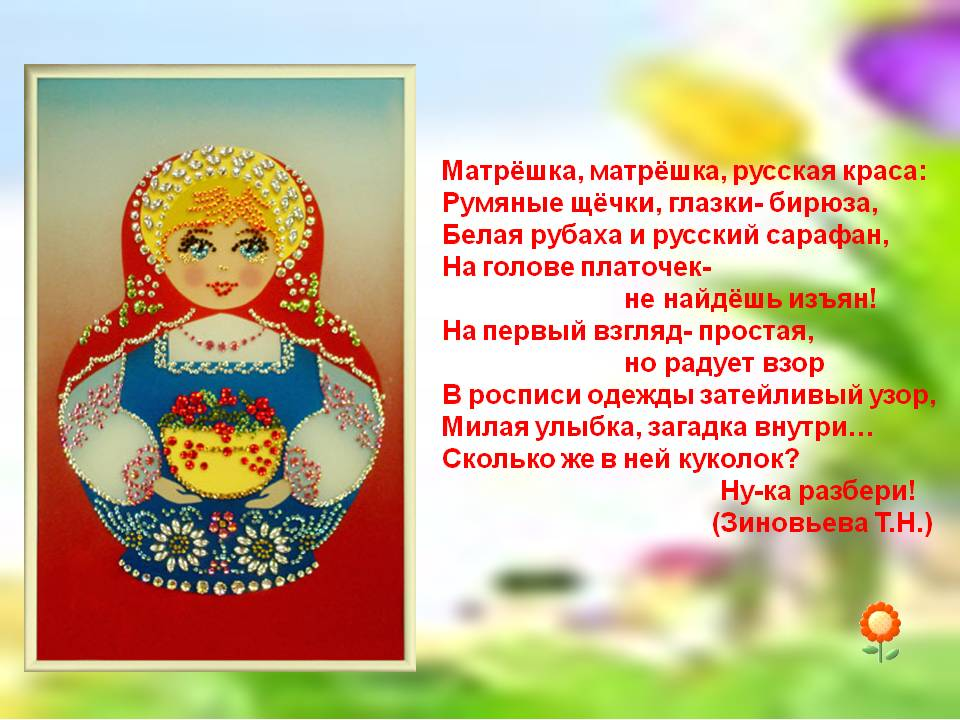 Матрёшка, матрёшка, русская краса:
Румяные щёчки, глазки- бирюза,
Белая рубаха и русский сарафан,
На голове платочек-
не найдёшь изъян!
На первый взгляд- простая,
но радует взор
В росписи одежды затейливый узор,
Милая улыбка, загадка внутри…
Сколько же в ней куколок?
Ну-ка разбери!
(Зиновьева Т.Н.)